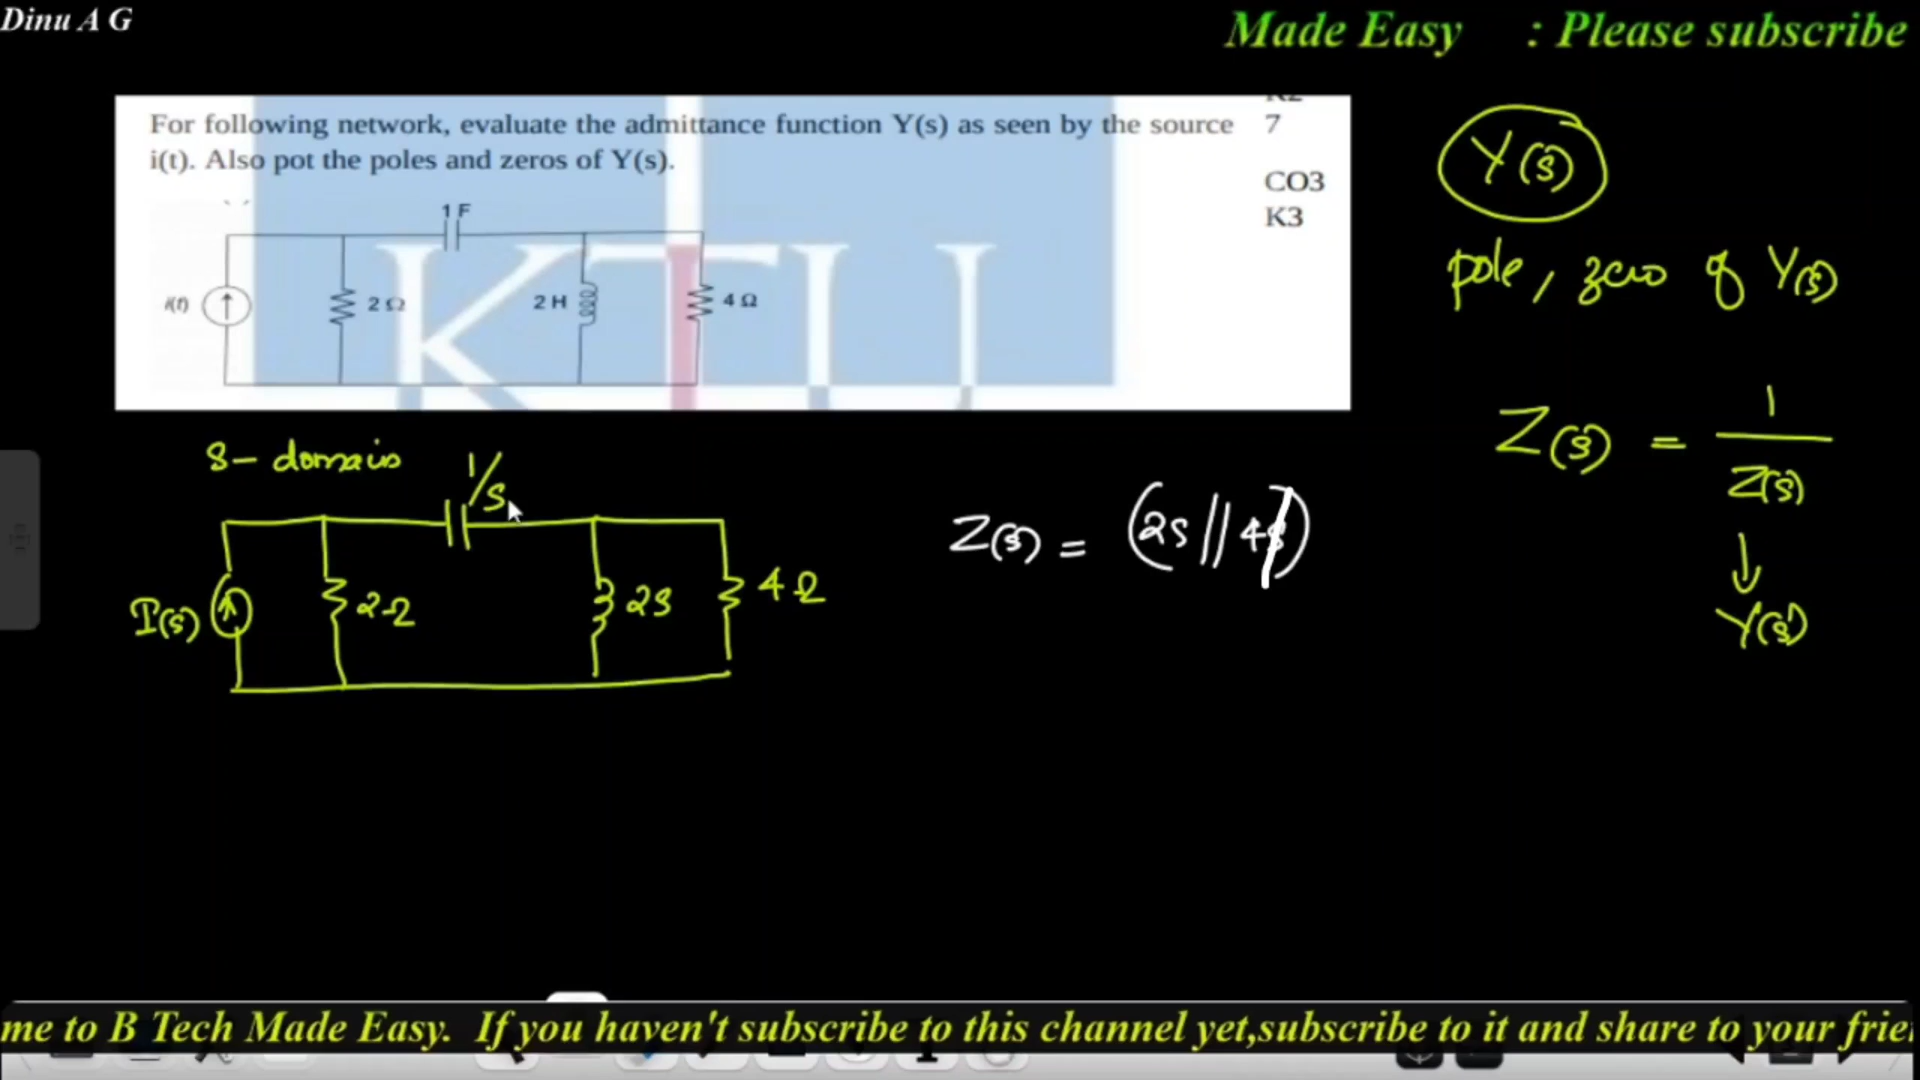 Dinu A G
Made Easy : Please subscribe
For following network, evaluate the admittance function Y(s) as seen by the source
i(t). Also pot the poles and zeros of Y(s).
7
CO3
K3
1 F
i(t)
2 Ω
2 H
4 Ω
KTU
Y(s)
pole, zero of Y(s)
Z(s) = 1
Z(s)
↓
Y(s)
S - domain
1/s
I(s)
2Ω
2s
4Ω
Z(s) = (2s || 4)
me to B Tech Made Easy. If you haven't subscribe to this channel yet,subscribe to it and share to your frie